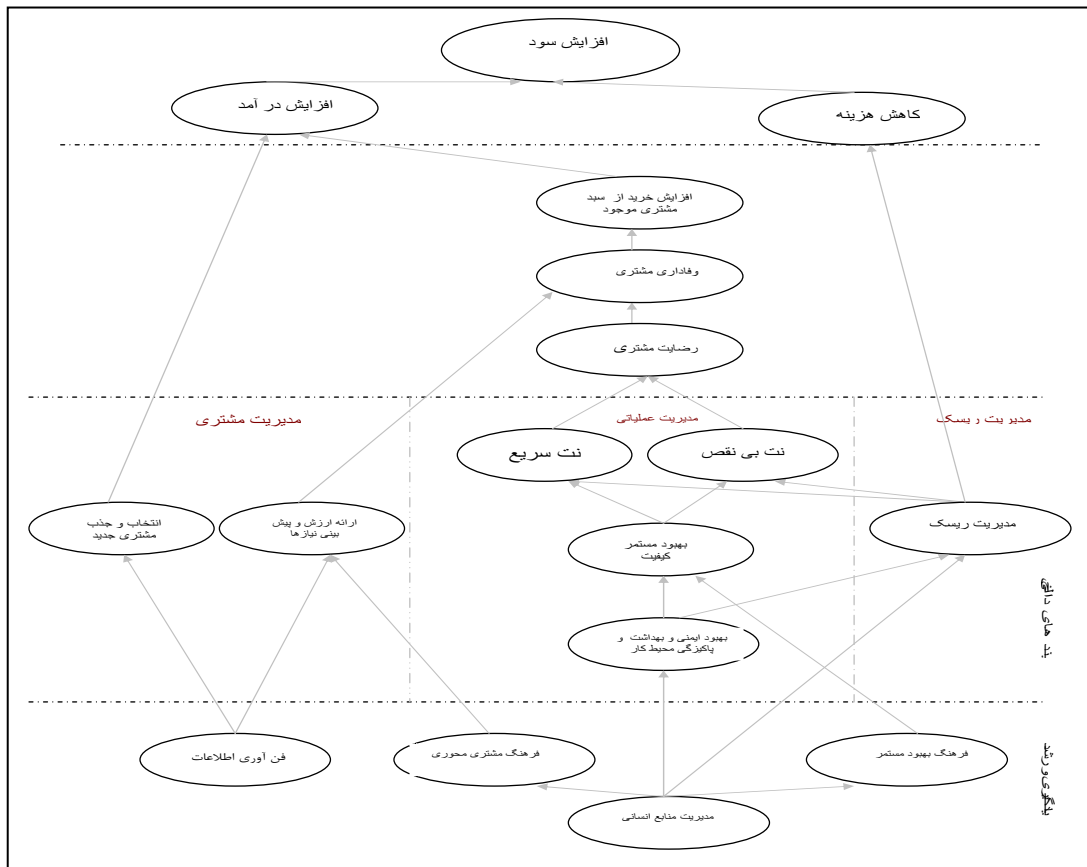 افزایش سود
افزایش در آمد
کاهش هزینه
افزایش خرید از سبد
مشتری موجود
وفاداری مشتری
رضایت مشتری
مدیریت مشتری
مدیریت عملیاتی
مدیریت ریسک
نت سریع
نت بی نقص
انتخاب و جذب
مشتری جدید
ارائه ارزش و پیش
بینی نیازها
بهبود مستمر
کیفیت
مدیریت ریسک
بهبود ایمنی و بهداشت و
پاکیزگی محیط کار
فن آوری اطلاعات
فرهنگ مشتری محوری
فرهنگ بهبود مستمر
مدیریت منابع انسانی